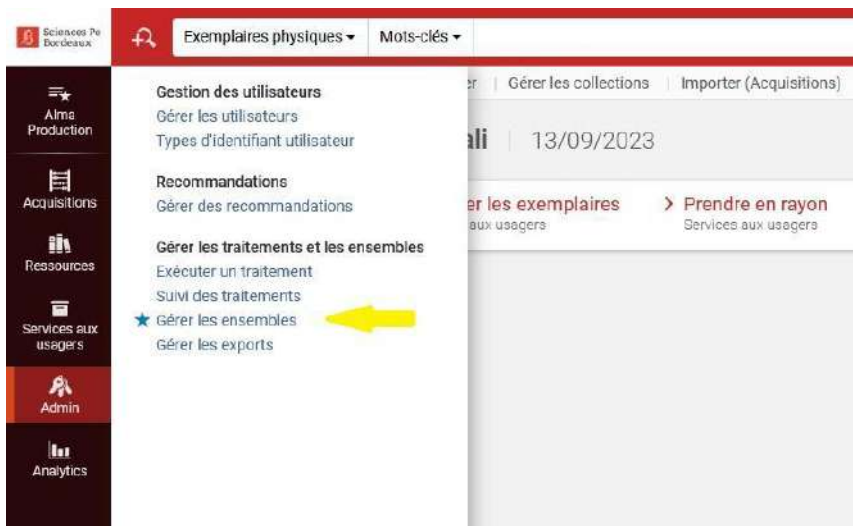 Sciences Po
Bordeaux
Exemplaires physiques
Mots-clés
Alma
Production
Acquisitions
Ressources
Services aux
usagers
Admin
Analytics
Gestion des utilisateurs
Gérer les utilisateurs
Types d'identifiant utilisateur
Recommandations
Gérer des recommandations
Gérer les traitements et les ensembles
Exécuter un traitement
Suivi des traitements
Gérer les ensembles
Gérer les exports
er | Gérer les collections | Importer (Acquisitions)
ali | 13/09/2023
er les exemplaires
aux usagers
> Prendre en rayon
Services aux usagers